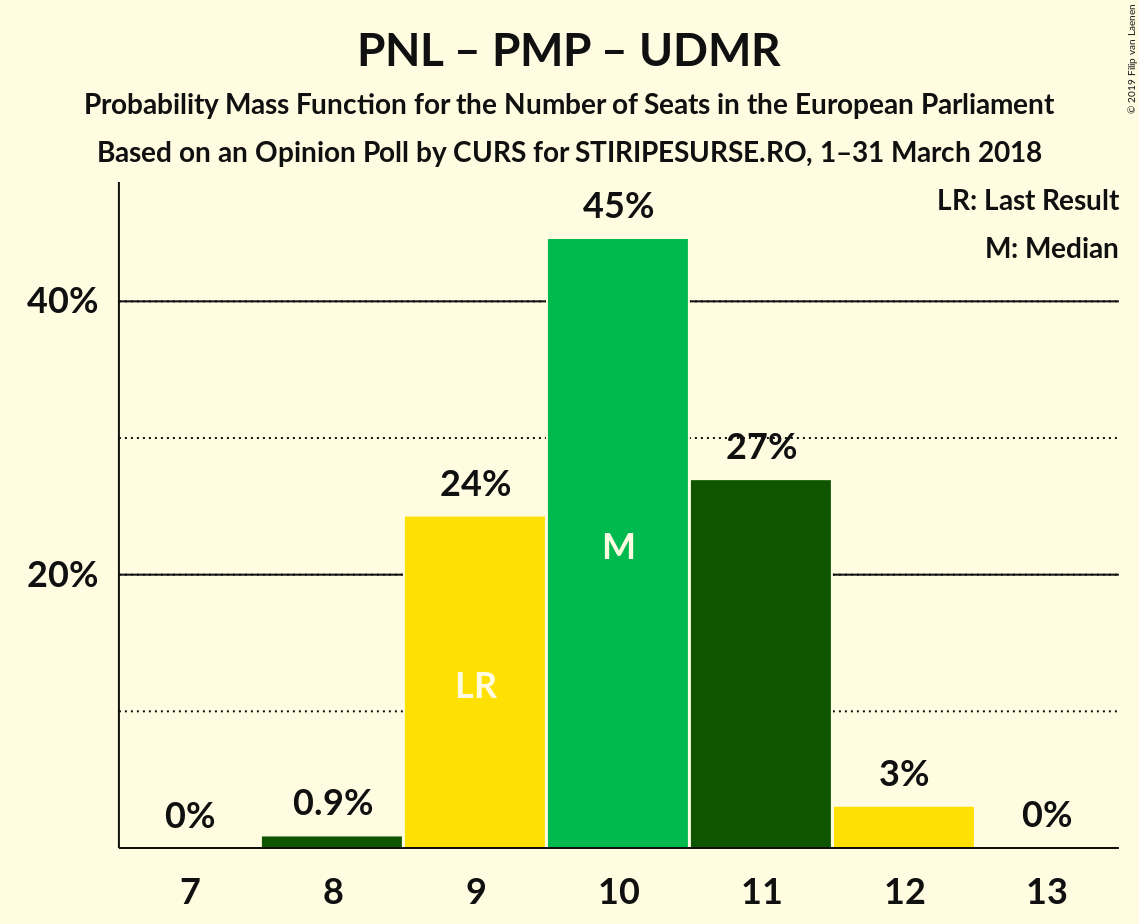 PNL – PMP – UDMR
Probability Mass Function for the Number of Seats in the European Parliament
Based on an Opinion Poll by CURS for STIRIPESURSE.RO, 1–31 March 2018
© 2019 Filip van Laenen
LR: Last Result
M: Median
45%
40%
27%
24%
M
20%
LR
3%
0.9%
0%
0%
7 8 9 10 11 12 13